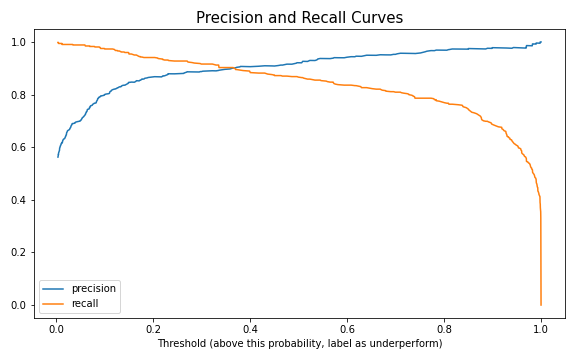 Precision and Recall Curves
1.0
0.8
0.6
0.4
0.2
0.0
precision
recall
0.0 0.2 0.4 0.6 0.8 1.0
Threshold (above this probability, label as underperform)